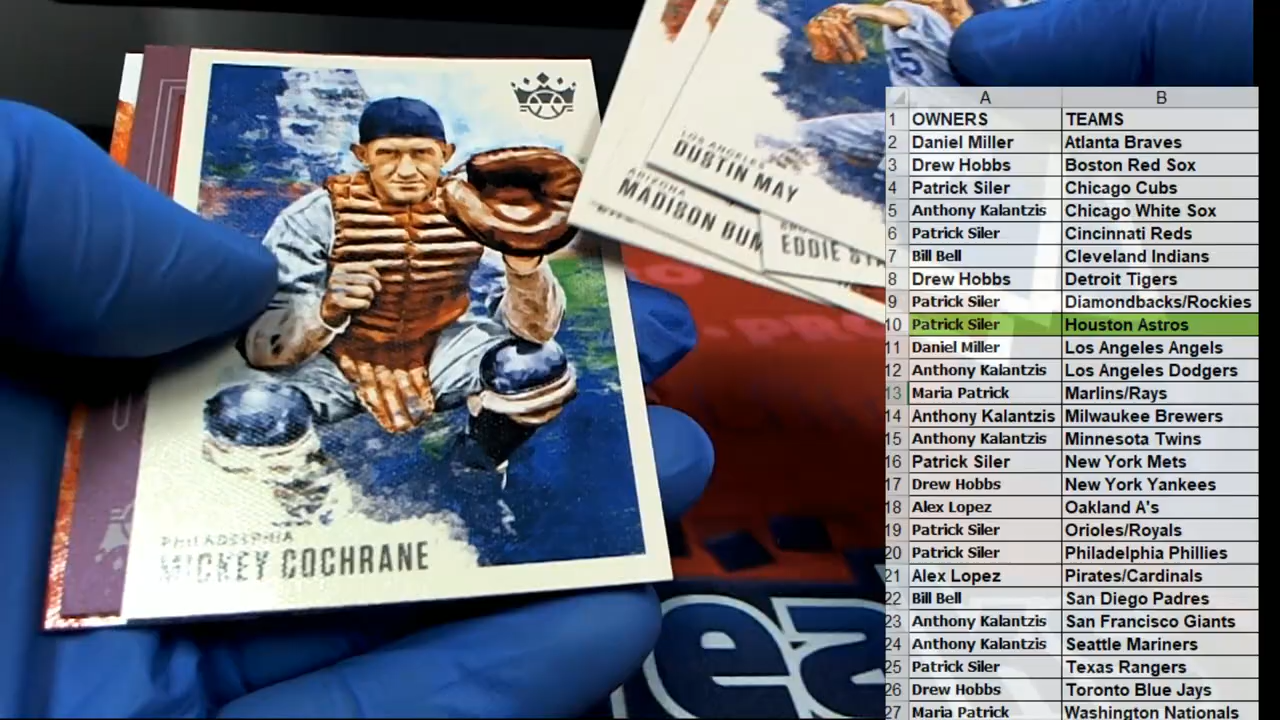 PHILADELPHIA
MICKEY COCHRANE
LOS ANGELES
DUSTIN MAY
ARIZONA
MADISON BUM
EDDIE STA
A B
1 OWNERS TEAMS
2 Daniel Miller Atlanta Braves
3 Drew Hobbs Boston Red Sox
4 Patrick Siler Chicago Cubs
5 Anthony Kalantzis Chicago White Sox
6 Patrick Siler Cincinnati Reds
7 Bill Bell Cleveland Indians
8 Drew Hobbs Detroit Tigers
9 Patrick Siler Diamondbacks/Rockies
10 Patrick Siler Houston Astros
11 Daniel Miller Los Angeles Angels
12 Anthony Kalantzis Los Angeles Dodgers
13 Maria Patrick Marlins/Rays
14 Anthony Kalantzis Milwaukee Brewers
15 Anthony Kalantzis Minnesota Twins
16 Patrick Siler New York Mets
17 Drew Hobbs New York Yankees
18 Alex Lopez Oakland A's
19 Patrick Siler Orioles/Royals
20 Patrick Siler Philadelphia Phillies
21 Alex Lopez Pirates/Cardinals
22 Bill Bell San Diego Padres
23 Anthony Kalantzis San Francisco Giants
24 Anthony Kalantzis Seattle Mariners
25 Patrick Siler Texas Rangers
26 Drew Hobbs Toronto Blue Jays
27 Maria Patrick Washington Nationals